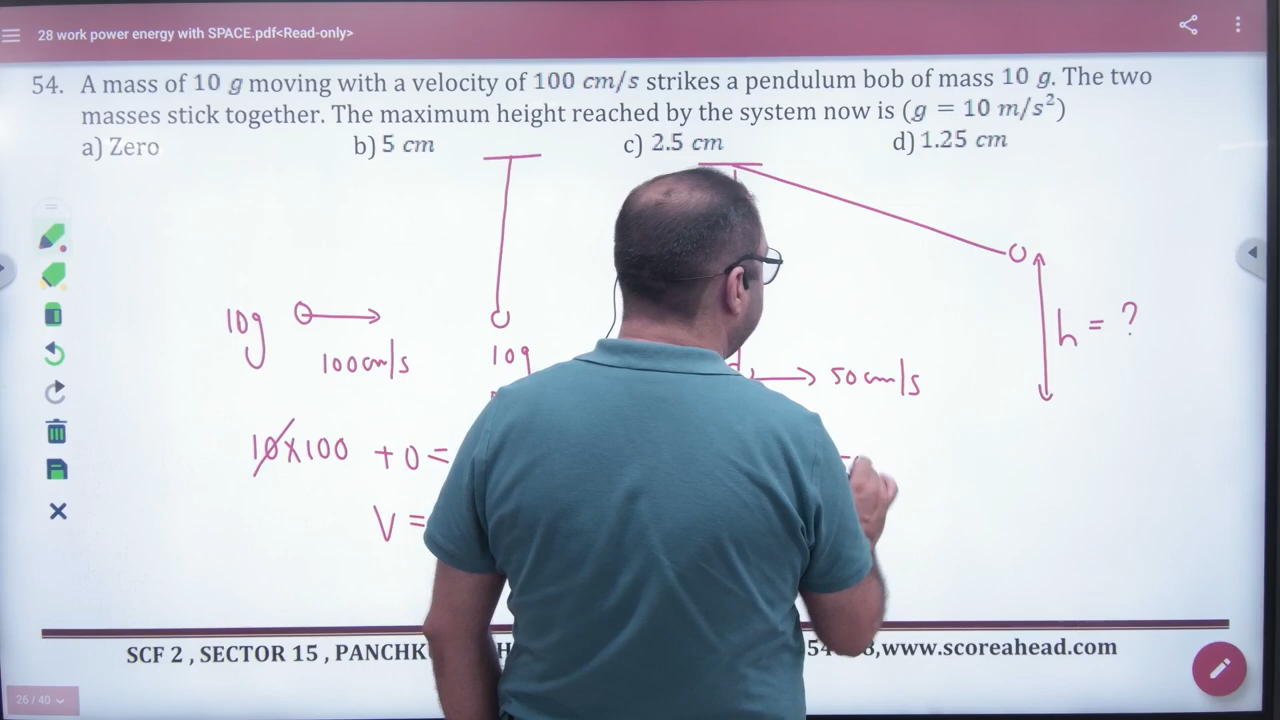 28 work power energy with SPACE.pdf<Read-only>
54. A mass of 10 g moving with a velocity of 100 cm/s strikes a pendulum bob of mass 10 g. The two
masses stick together. The maximum height reached by the system now is (g = 10 m/s²)
a) Zero b) 5 cm c) 2.5 cm d) 1.25 cm
10g
100cm/s
10g
50cm/s
h = ?
10×100 + 0 =
V =
SCF 2 , SECTOR 15 , PANCHK
,www.scoreahead.com
26 / 40